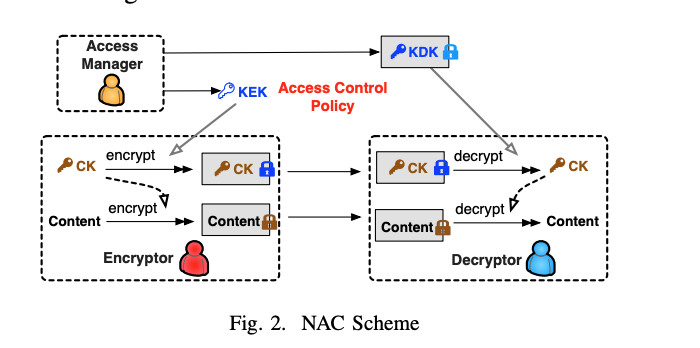 Access
Manager
KDK
KEK
Access Control
Policy
CK
encrypt
CK
CK
decrypt
CK
Content
encrypt
Content
Content
decrypt
Content
Encryptor
Decryptor
Fig. 2. NAC Scheme